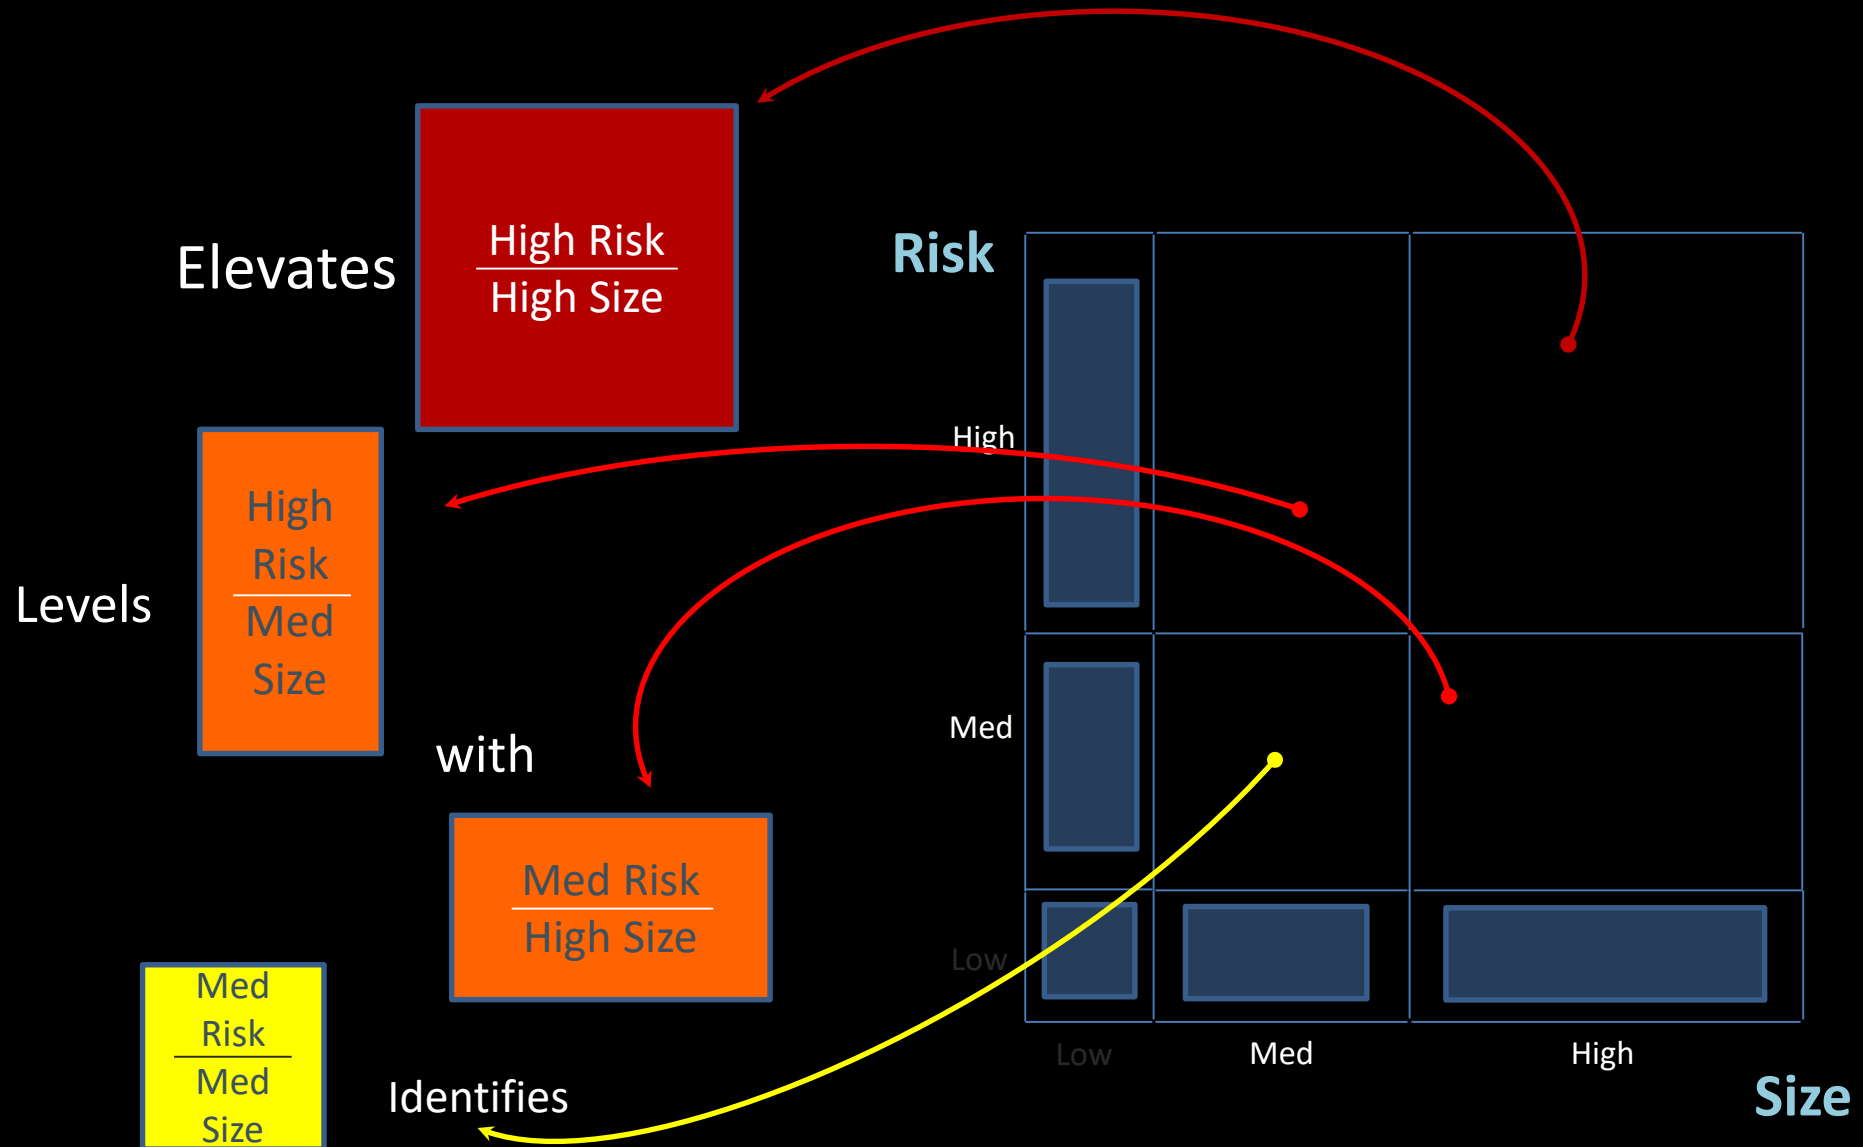 Elevates
High Risk
High Size
Levels
High
Risk
Med
Size
with
Med Risk
High Size
Med
Risk
Med
Size
Identifies
Risk
High
Med
Low
Low
Med
High
Size